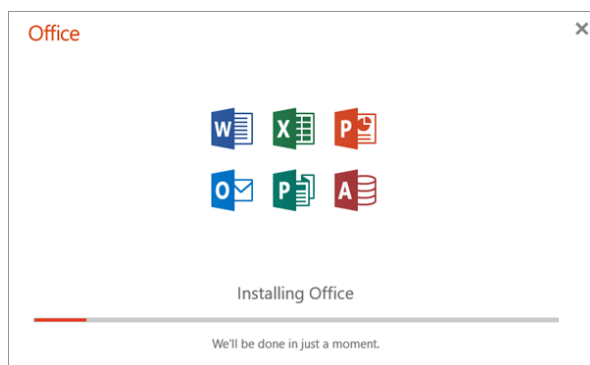 Office
W X P
O P A
Installing Office
We'll be done in just a moment.